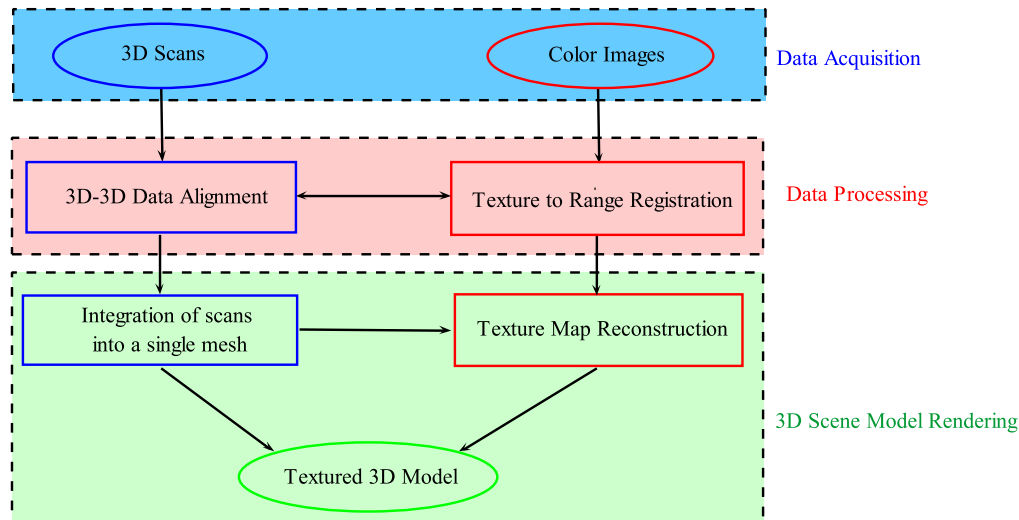 3D Scans
Color Images
Data Acquisition
3D-3D Data Alignment
Texture to Range Registration
Data Processing
Integration of scans
into a single mesh
Texture Map Reconstruction
3D Scene Model Rendering
Textured 3D Model